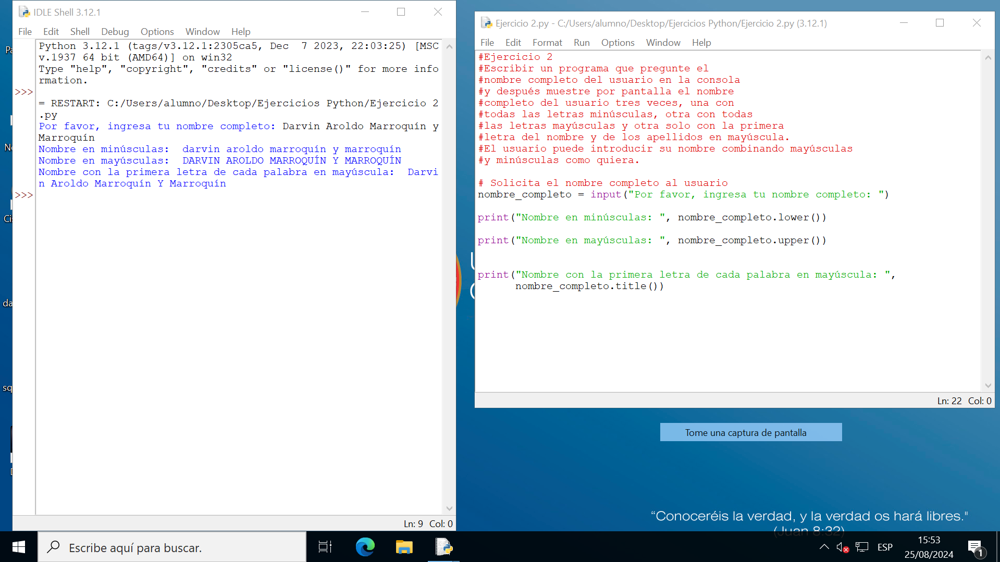 IDLE Shell 3.12.1
File Edit Shell Debug Options Window Help
Python 3.12.1 (tags/v3.12.1:2305ca5, Dec  7 2023, 22:03:25) [MSC
v.1937 64 bit (AMD64)] on win32
Type "help", "copyright", "credits" or "license()" for more info
rmation.
>>>
= RESTART: C:/Users/alumno/Desktop/Ejercicios Python/Ejercicio 2
.py
Por favor, ingresa tu nombre completo: Darvin Aroldo Marroquín y
Marroquín
Nombre en minúsculas:  darvin aroldo marroquín y marroquín
Nombre en mayúsculas:  DARVIN AROLDO MARROQUÍN Y MARROQUÍN
Nombre con la primera letra de cada palabra en mayúscula:  Darvi
n Aroldo Marroquín Y Marroquín
>>>
Ln: 9 Col: 0
Ejercicio 2.py - C:/Users/alumno/Desktop/Ejercicios Python/Ejercicio 2.py (3.12.1)
File Edit Format Run Options Window Help
#Ejercicio 2
#Escribir un programa que pregunte el
#nombre completo del usuario en la consola
#y después muestre por pantalla el nombre
#completo del usuario tres veces, una con
#todas las letras minúsculas, otra con todas
#las letras mayúsculas y otra solo con la primera
#letra del nombre y de los apellidos en mayúscula.
#El usuario puede introducir su nombre combinando mayúsculas
#y minúsculas como quiera.
# Solicita el nombre completo al usuario
nombre_completo = input("Por favor, ingresa tu nombre completo: ")
print("Nombre en minúsculas: ", nombre_completo.lower())
print("Nombre en mayúsculas: ", nombre_completo.upper())
print("Nombre con la primera letra de cada palabra en mayúscula: ",
nombre_completo.title())
Ln: 22 Col: 0
Tome una captura de pantalla
“Conoceréis la verdad, y la verdad os hará libres."
(Juan 8:32)
Escribe aquí para buscar.
ESP
15:53
25/08/2024
1